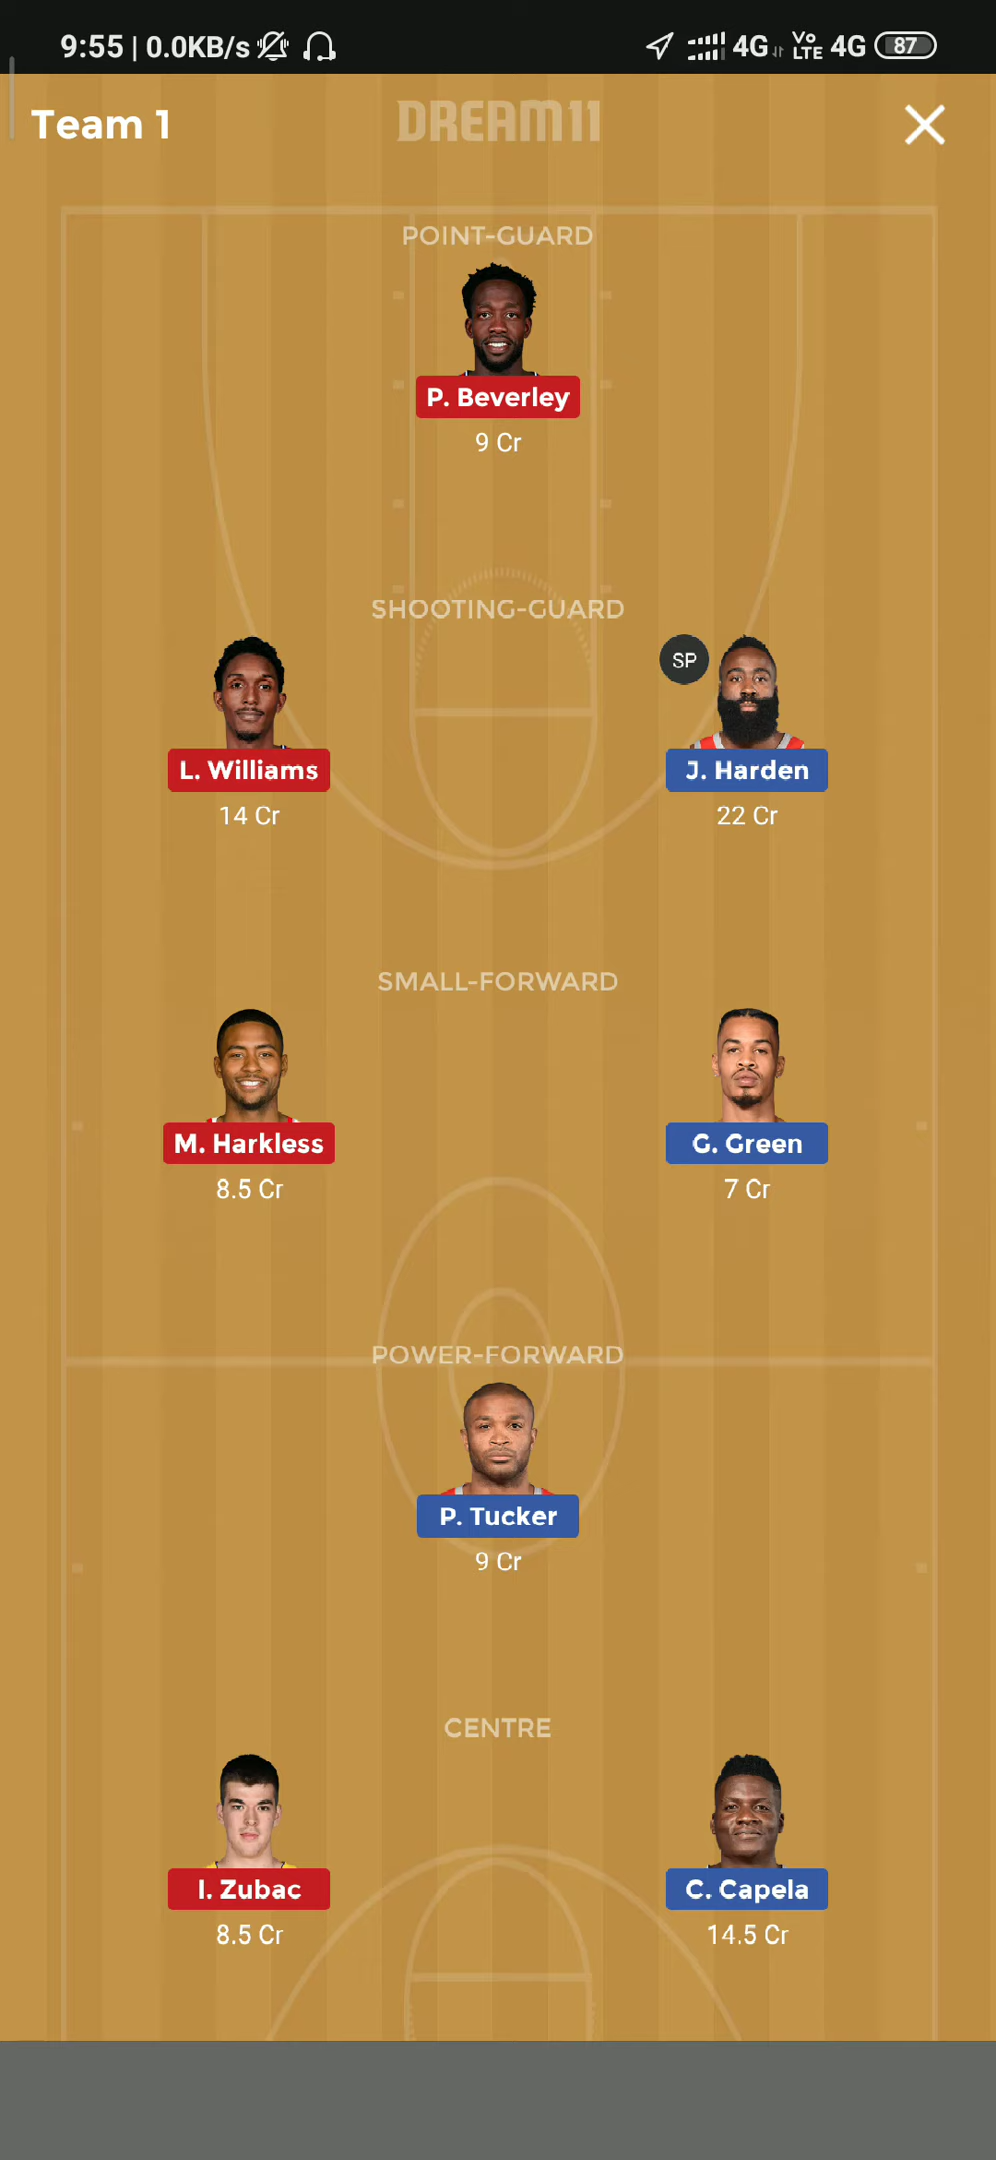 9:55 | 0.0KB/s 4G Vo LTE 4G 87
Team 1 DREAM11
POINT-GUARD
P. Beverley
9 Cr
SHOOTING-GUARD
SP
L. Williams J. Harden
14 Cr 22 Cr
SMALL-FORWARD
M. Harkless G. Green
8.5 Cr 7 Cr
POWER-FORWARD
P. Tucker
9 Cr
CENTRE
I. Zubac C. Capela
8.5 Cr 14.5 Cr